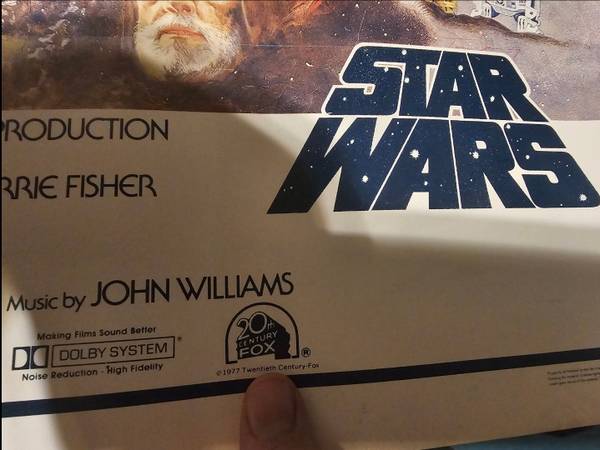 STAR
WARS
PRODUCTION
RRIE FISHER
Music by JOHN WILLIAMS
Making Films Sound Better
DOLBY SYSTEM®
Noise Reduction - High Fidelity
20th
CENTURY
FOX
®
©1977 Twentieth Century-Fox